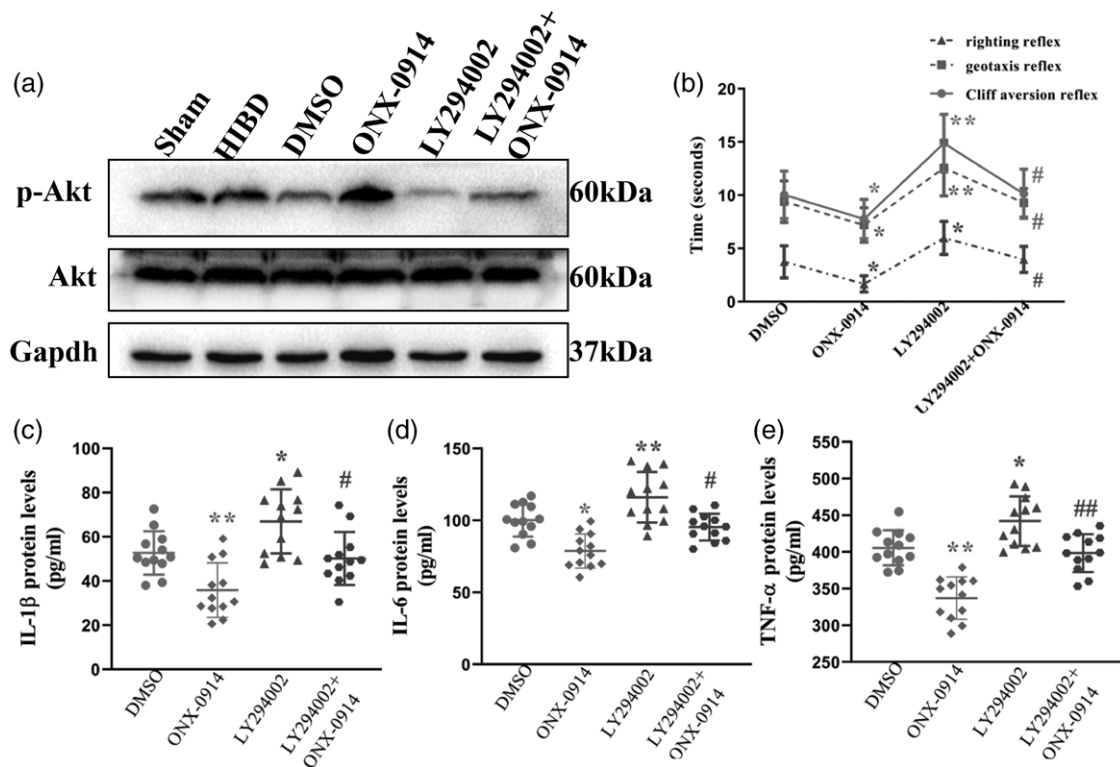 (a)
Sham
HIBD
DMSO
ONX-0914
LY294002
LY294002+
ONX-0914
p-Akt
60kDa
Akt
60kDa
Gapdh
37kDa
righting reflex
geotaxis reflex
Cliff aversion reflex
(b)
Time (seconds)
20
15
10
5
0
**
*
**
*
*
*
#
#
#
DMSO
ONX-0914
LY294002
LY294002+ONX-0914
(c)
IL-1β protein levels
(pg/ml)
100
80
60
40
20
0
**
*
#
DMSO
ONX-0914
LY294002
LY294002+
ONX-0914
(d)
IL-6 protein levels
(pg/ml)
150
100
50
0
*
**
#
DMSO
ONX-0914
LY294002
LY294002+
ONX-0914
(e)
TNF-α protein levels
(pg/ml)
550
500
450
400
350
300
250
**
*
##
DMSO
ONX-0914
LY294002
LY294002+
ONX-0914